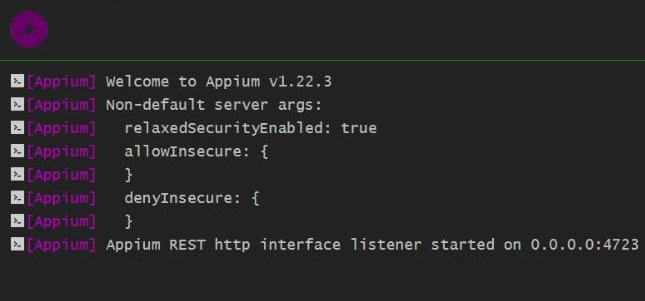 [Appium] Welcome to Appium v1.22.3
[Appium] Non-default server args:
[Appium]   relaxedSecurityEnabled: true
[Appium]   allowInsecure: {
[Appium]   }
[Appium]   denyInsecure: {
[Appium]   }
[Appium] Appium REST http interface listener started on 0.0.0.0:4723